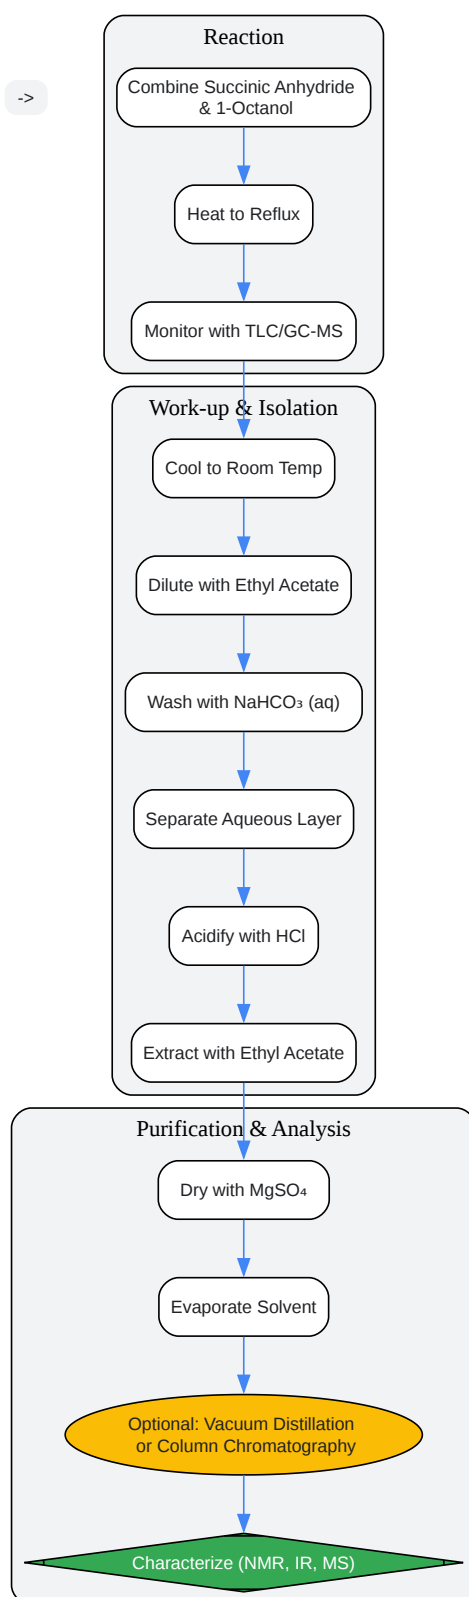 Reaction
->
Combine Succinic Anhydride
& 1-Octanol
Heat to Reflux
Monitor with TLC/GC-MS
Work-up & Isolation
Cool to Room Temp
Dilute with Ethyl Acetate
Wash with NaHCO₃ (aq)
Separate Aqueous Layer
Acidify with HCl
Extract with Ethyl Acetate
Purification & Analysis
Dry with MgSO₄
Evaporate Solvent
Optional: Vacuum Distillation
or Column Chromatography
Characterize (NMR, IR, MS)